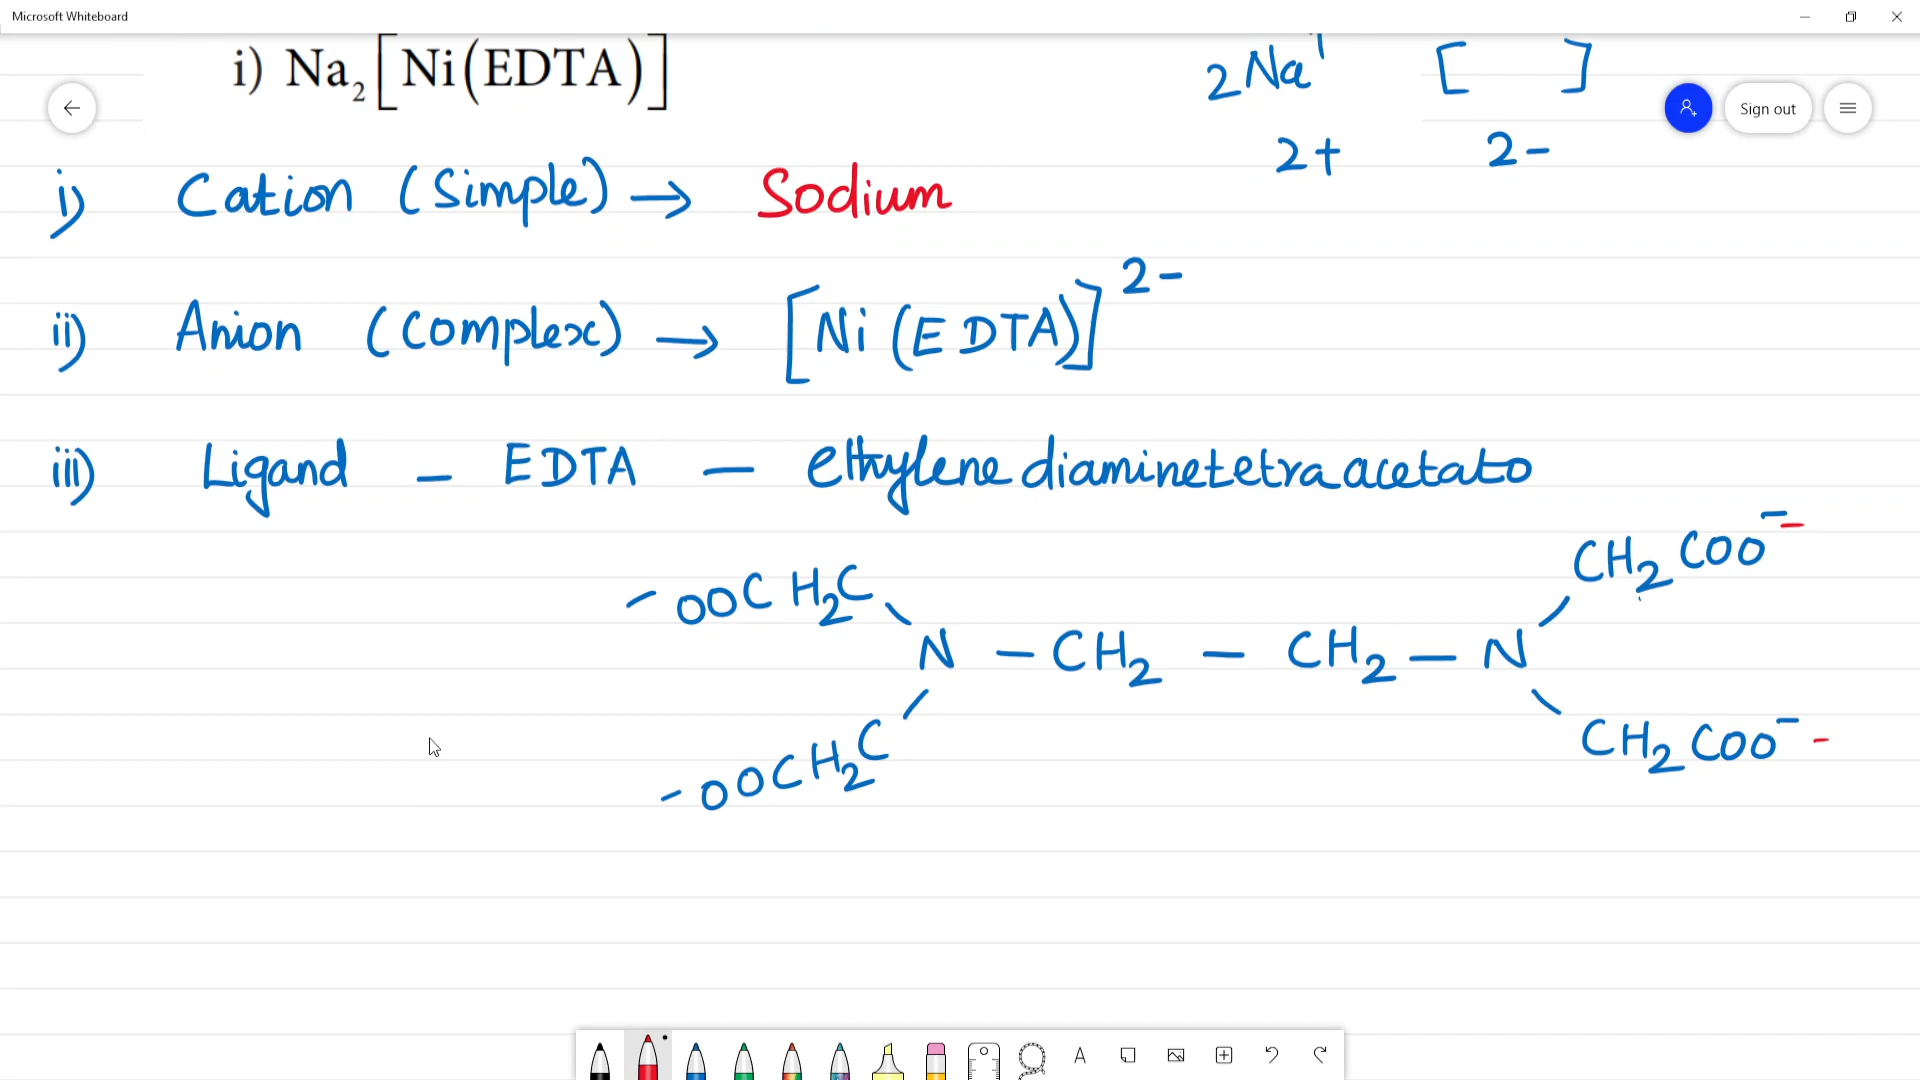 Microsoft Whiteboard
i) Na₂[Ni(EDTA)]
2Na⁺ [ ]
Sign out
2+ 2-
i) Cation (Simple) → Sodium
ii) Anion (Complex) → [Ni(EDTA)]²⁻
iii) Ligand - EDTA - ethylenediaminetetraacetato
-OOCH₂C CH₂COO⁻ -
N - CH₂ - CH₂ - N
-OOCH₂C CH₂COO⁻ -